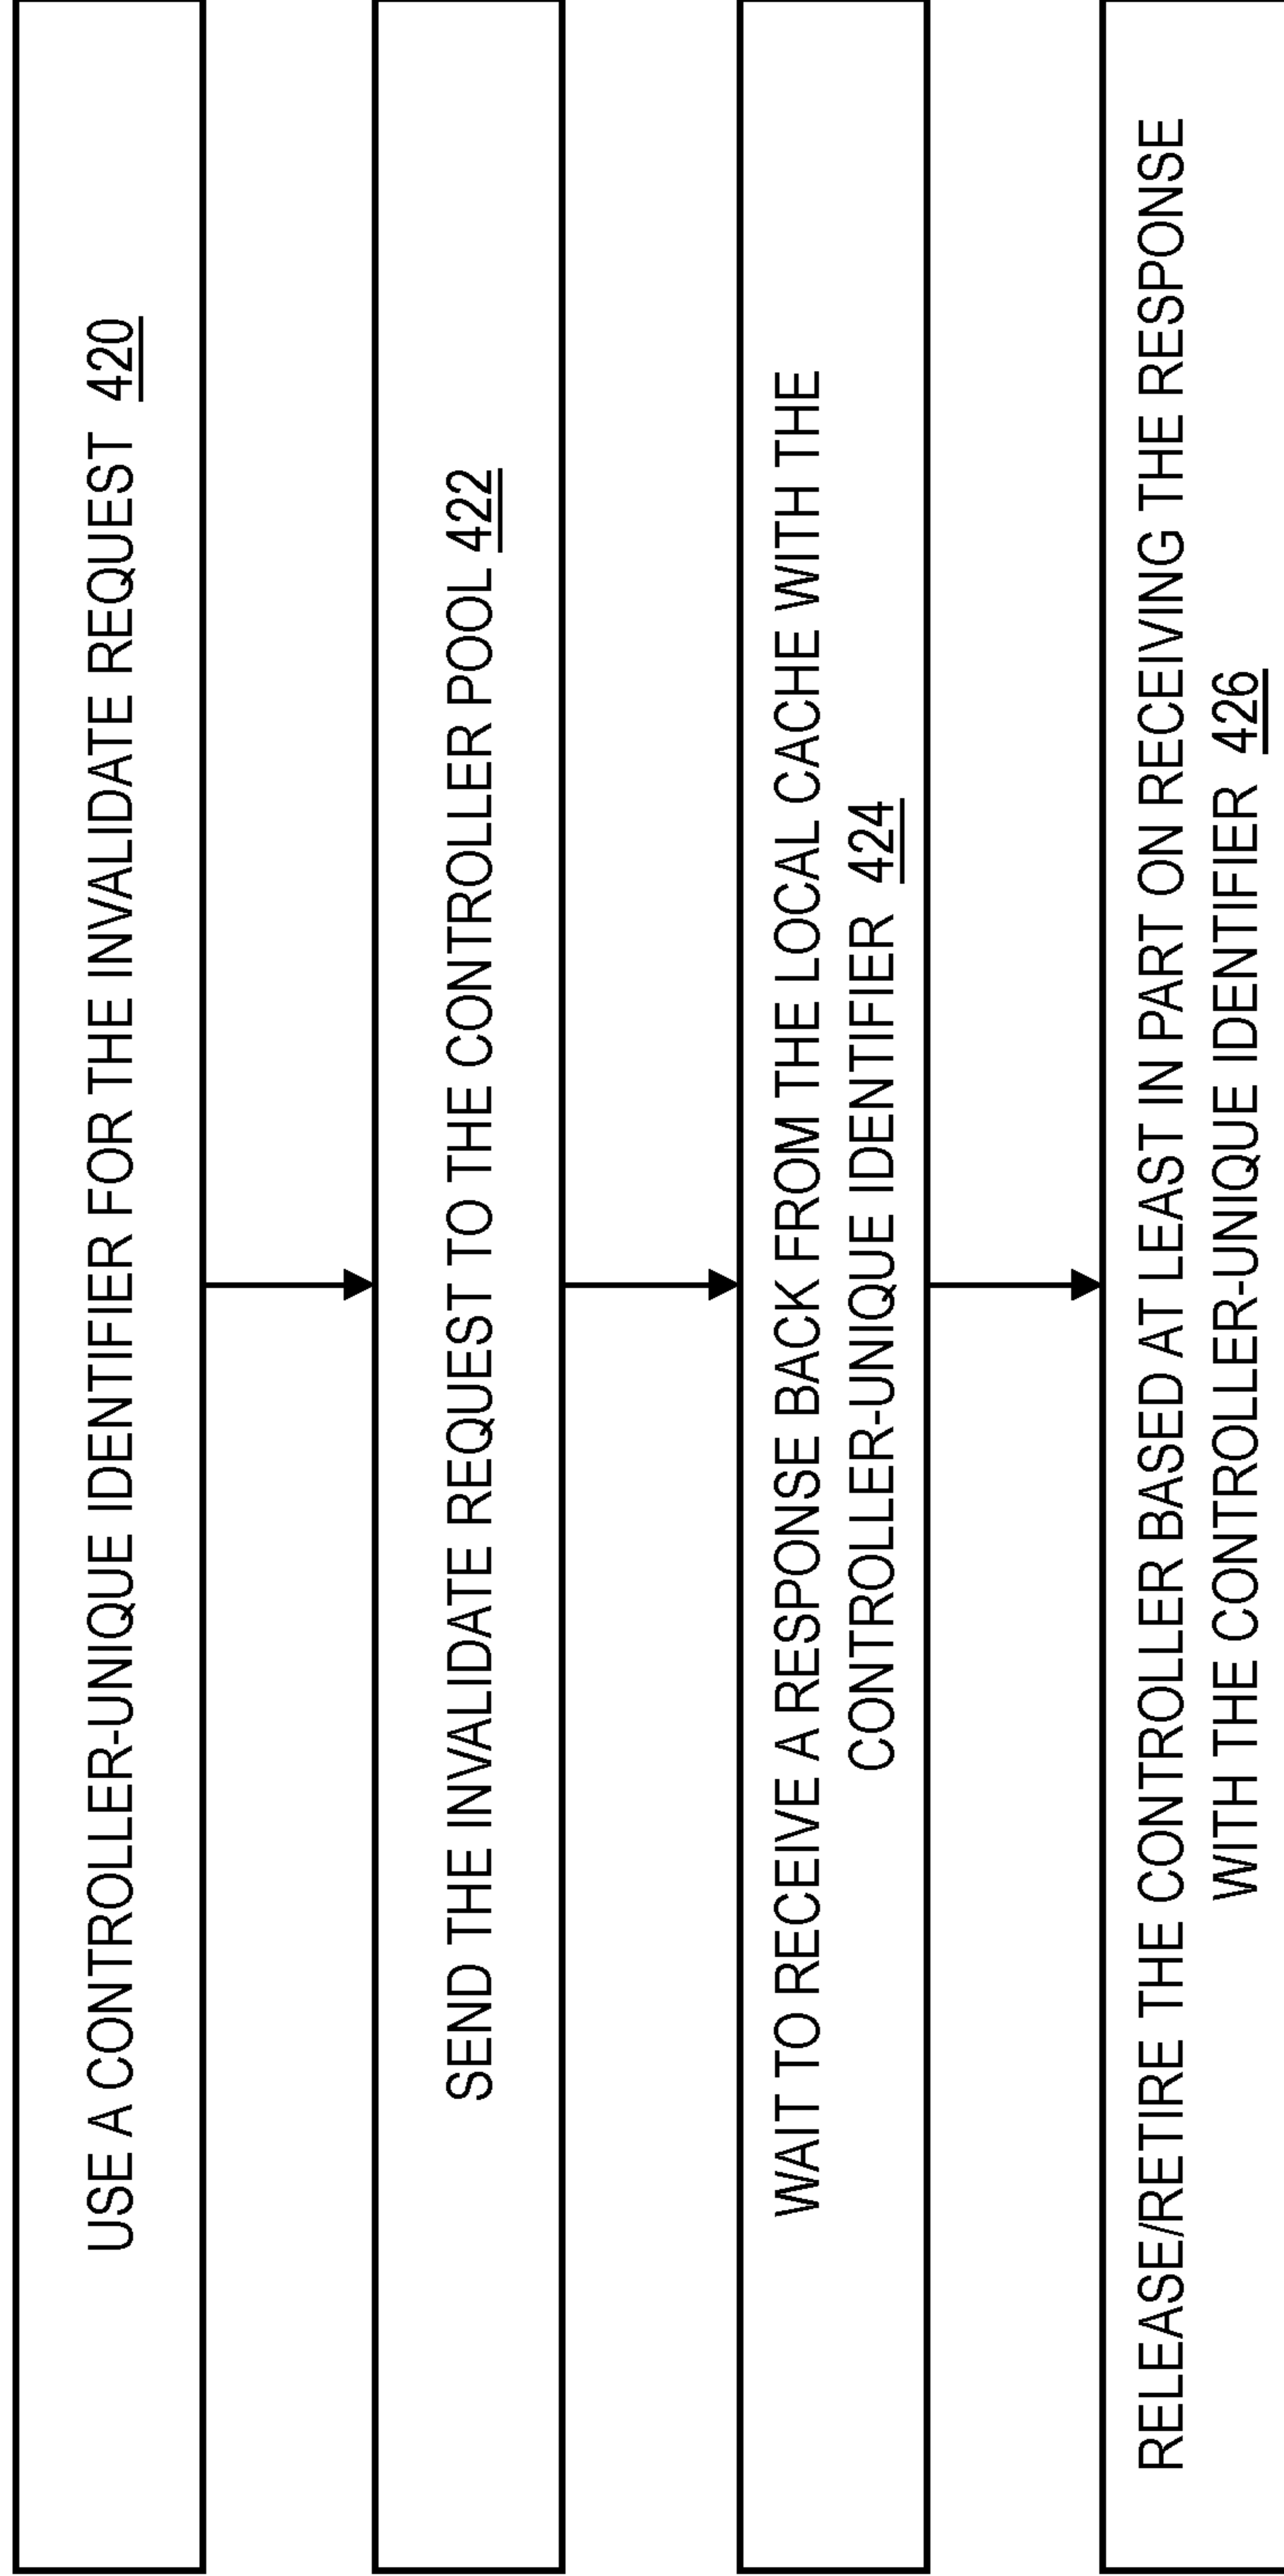 USE A CONTROLLER-UNIQUE IDENTIFIER FOR THE INVALIDATE REQUEST 420
SEND THE INVALIDATE REQUEST TO THE CONTROLLER POOL 422
WAIT TO RECEIVE A RESPONSE BACK FROM THE LOCAL CACHE WITH THE
CONTROLLER-UNIQUE IDENTIFIER 424
RELEASE/RETIRE THE CONTROLLER BASED AT LEAST IN PART ON RECEIVING THE RESPONSE
WITH THE CONTROLLER-UNIQUE IDENTIFIER 426